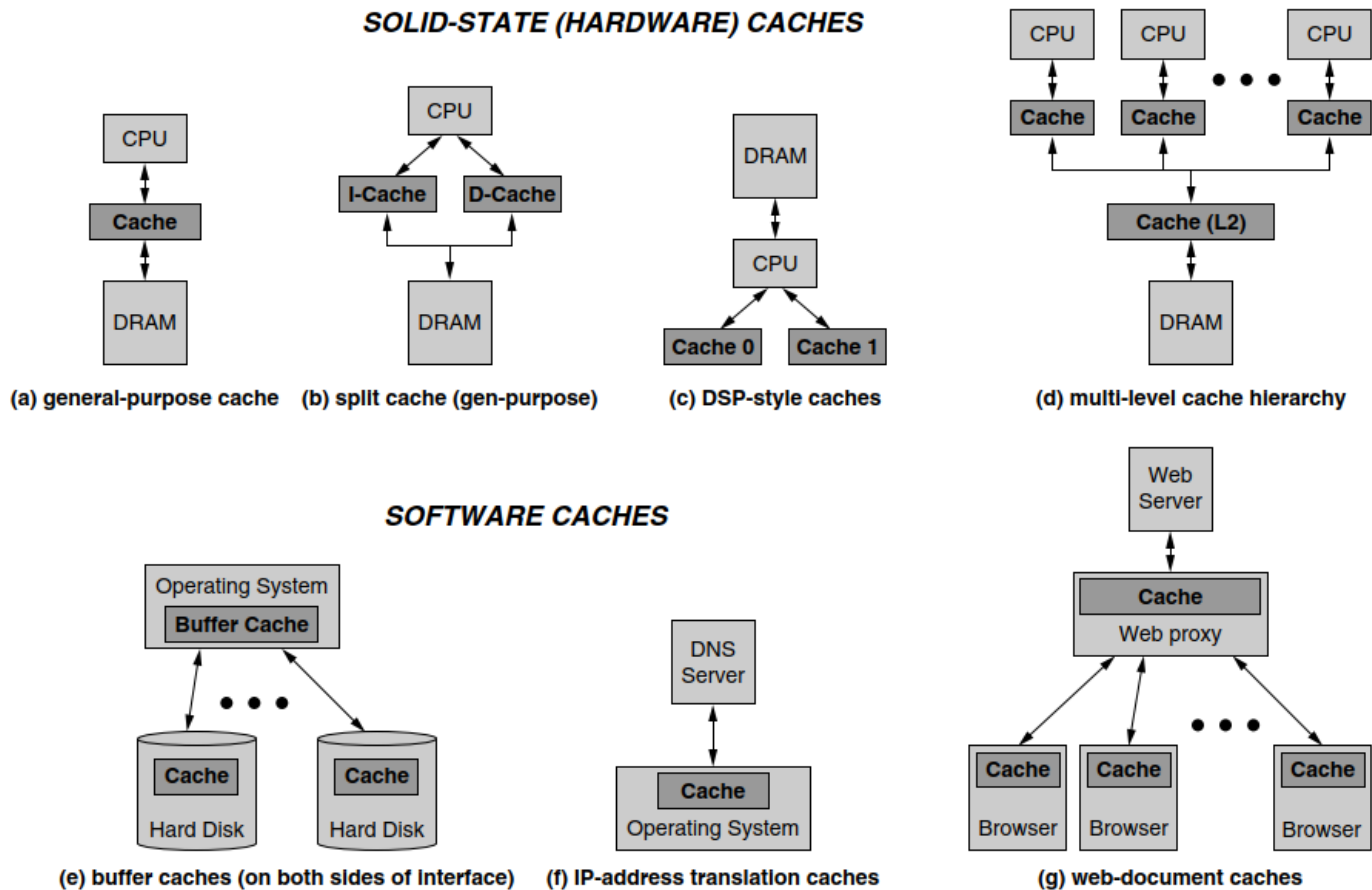 SOLID-STATE (HARDWARE) CACHES
CPU
Cache
DRAM
(a) general-purpose cache
CPU
I-Cache
D-Cache
DRAM
(b) split cache (gen-purpose)
DRAM
CPU
Cache 0
Cache 1
(c) DSP-style caches
CPU
CPU
CPU
Cache
Cache
Cache
Cache (L2)
DRAM
(d) multi-level cache hierarchy
SOFTWARE CACHES
Operating System
Buffer Cache
Cache
Hard Disk
Cache
Hard Disk
(e) buffer caches (on both sides of interface)
DNS
Server
Cache
Operating System
(f) IP-address translation caches
Web
Server
Cache
Web proxy
Cache
Browser
Cache
Browser
Cache
Browser
(g) web-document caches